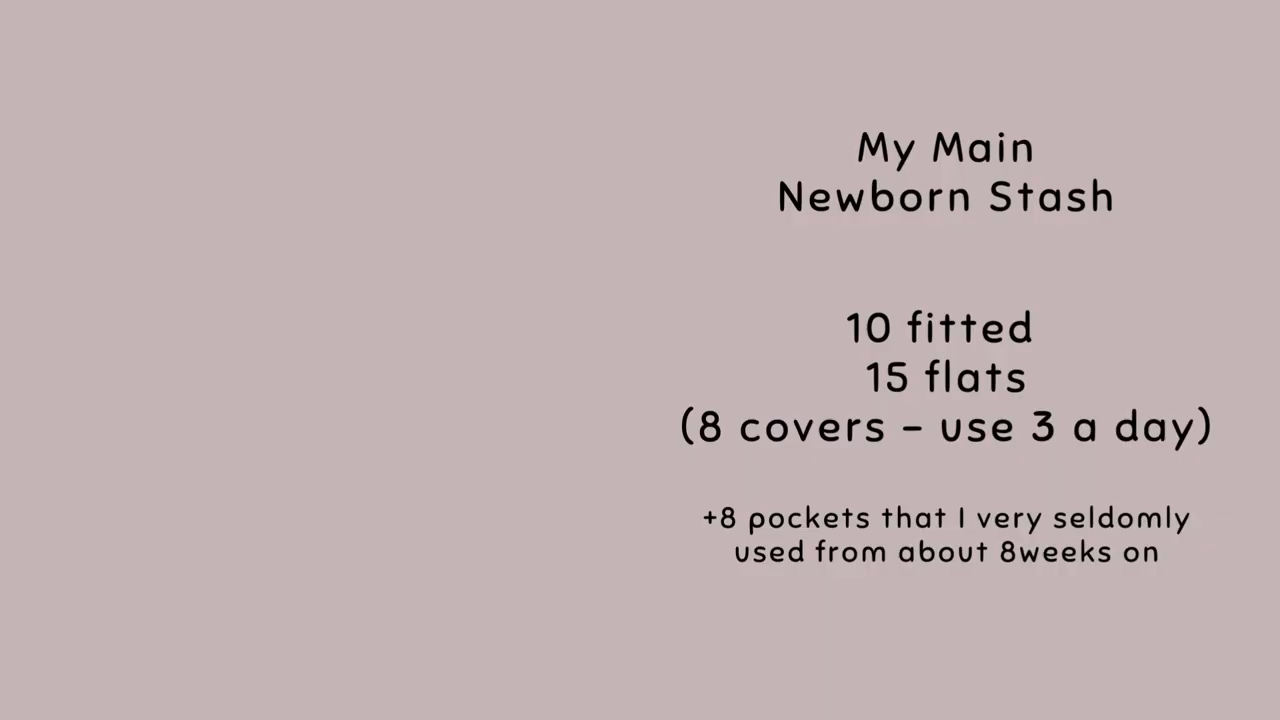 My Main
Newborn Stash
10 fitted
15 flats
(8 covers - use 3 a day)
+8 pockets that I very seldomly
used from about 8weeks on